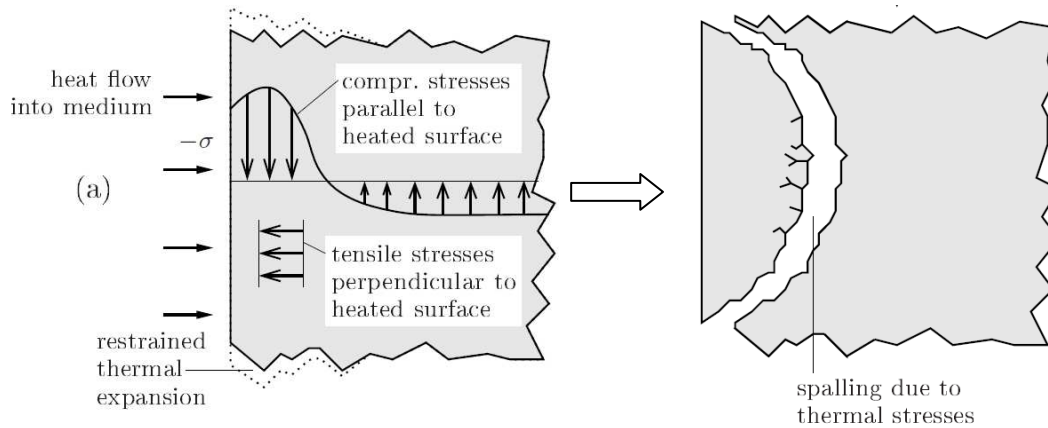 heat flow
into medium
−σ
(a)
compr. stresses
parallel to
heated surface
tensile stresses
perpendicular to
heated surface
restrained
thermal
expansion
spalling due to
thermal stresses